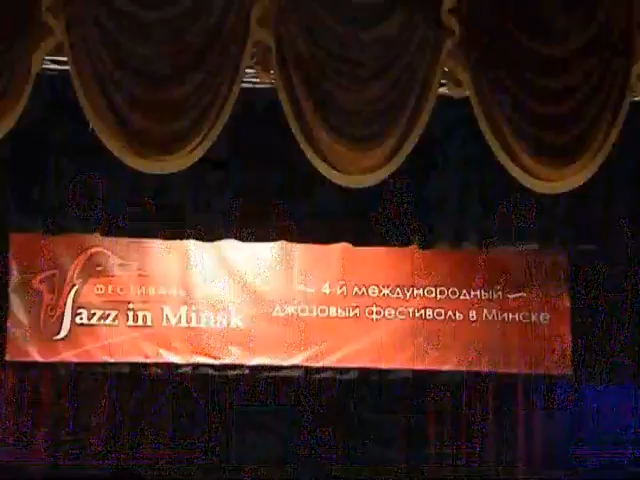 ФЕСТИВАЛЬ
Jazz in Minsk
— 4-й международный —
джазовый фестиваль в Минске